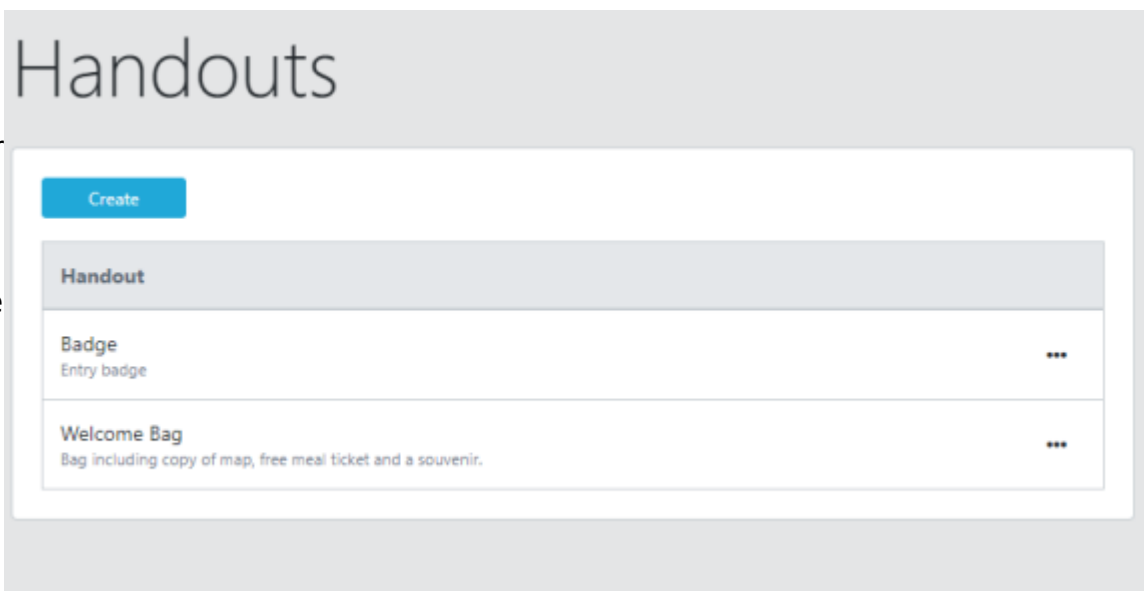 Handouts
Create
Handout
Badge
Entry badge
Welcome Bag
Bag including copy of map, free meal ticket and a souvenir.